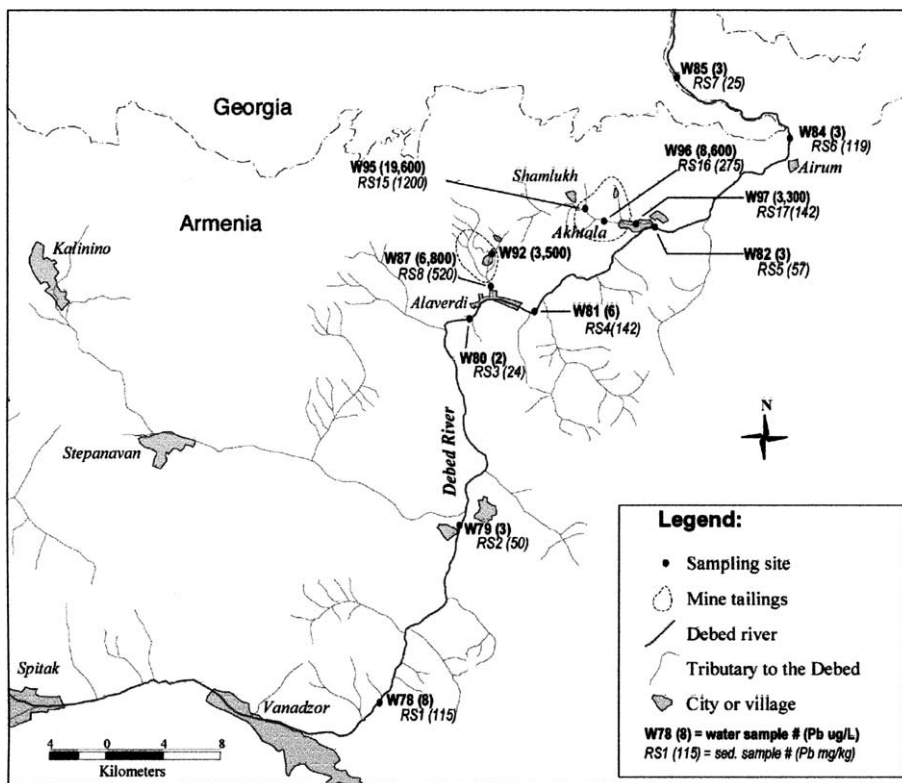 W85 (3)
RS7 (25)
Georgia
W84 (3)
RS6 (119)
Airum
W96 (8,600)
RS16 (275)
W95 (19,600)
RS15 (1200)
Shamlukh
W97 (3,300)
RS17(142)
Armenia
Akhtala
Kalinino
W82 (3)
RS5 (57)
W87 (6,800)
RS8 (520)
W92 (3,500)
Alaverdi
W81 (6)
RS4(142)
W80 (2)
RS3 (24)
N
Debed River
Stepanavan
W79 (3)
RS2 (50)
Spitak
Vanadzor
W78 (8)
RS1 (115)
4 0 4 8
Kilometers
Legend:
Sampling site
Mine tailings
Debed river
Tributary to the Debed
City or village
W78 (8) = water sample # (Pb ug/L)
RS1 (115) = sed. sample # (Pb mg/kg)